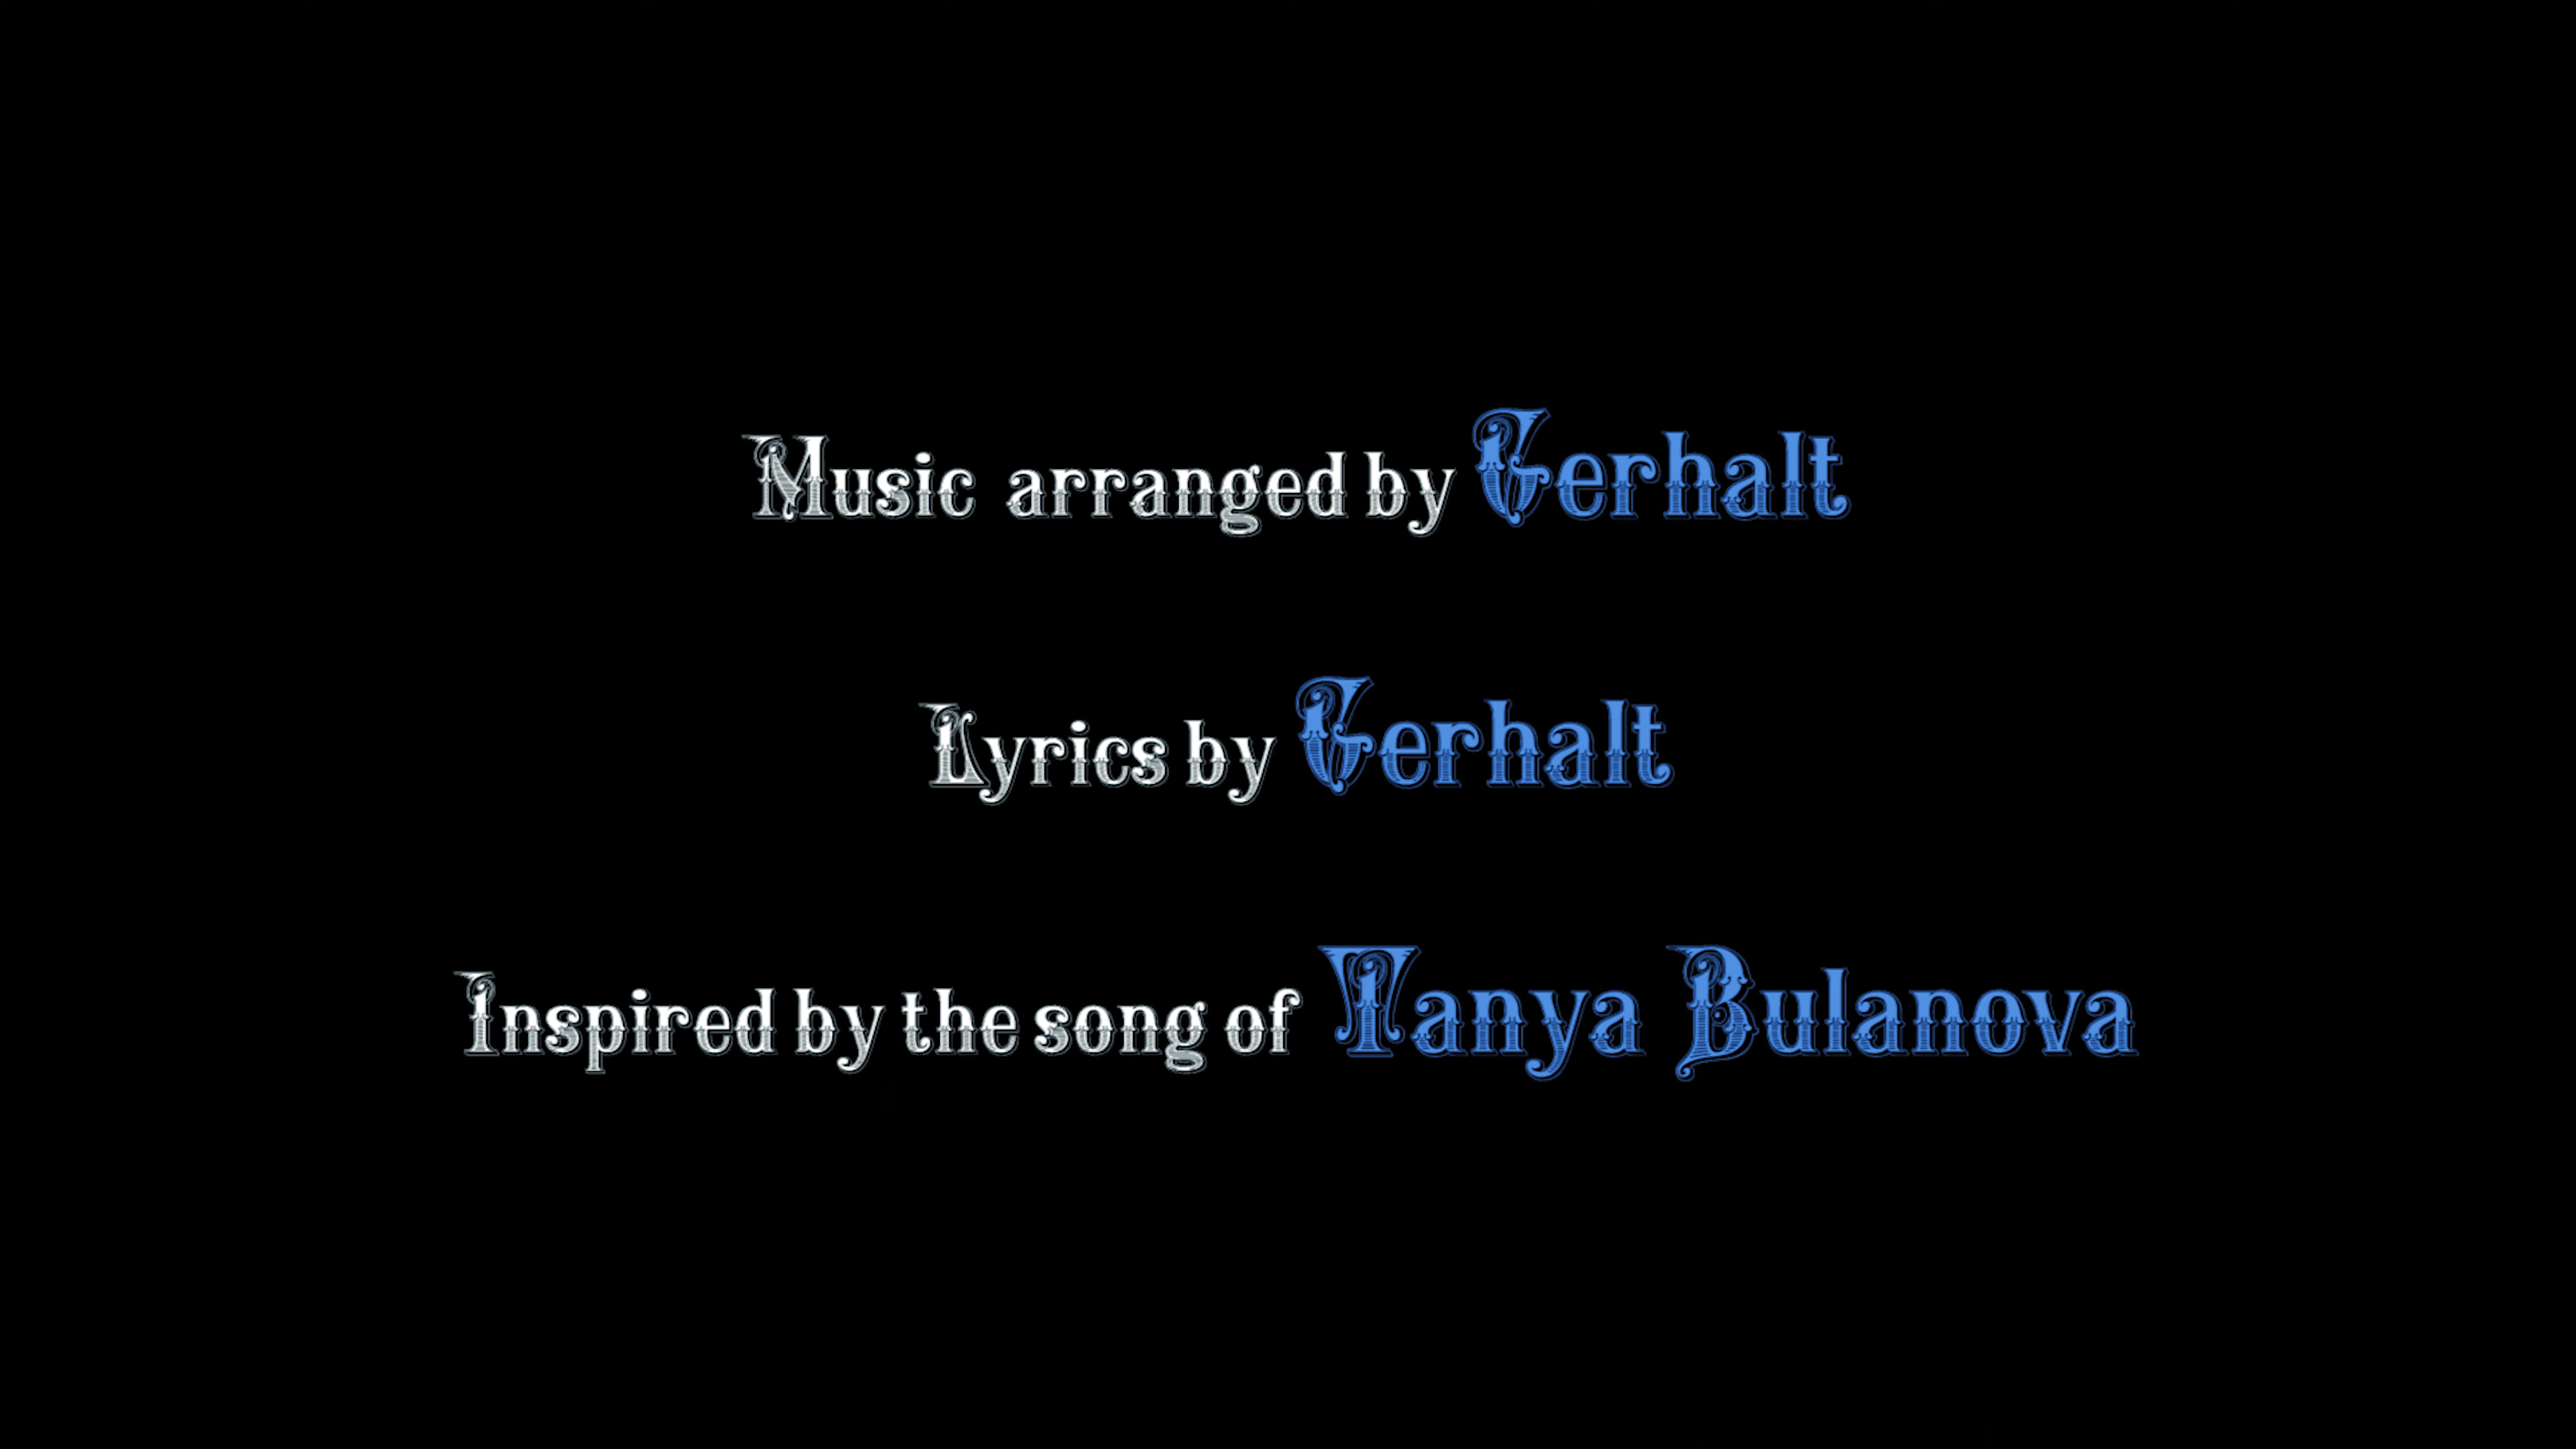 Music arranged by Gerhalt
Lyrics by Gerhalt
Inspired by the song of Tanya Bulanova